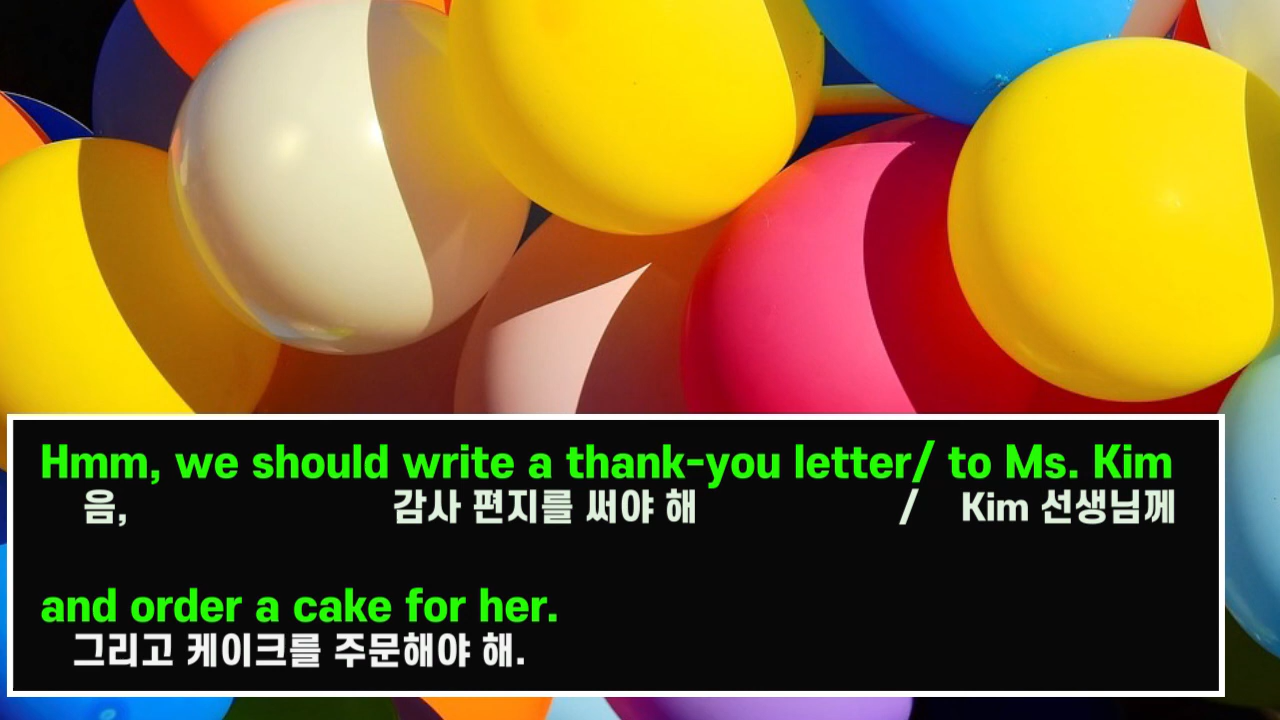 Hmm, we should write a thank-you letter/ to Ms. Kim
음, 감사 편지를 써야 해 / Kim 선생님께
and order a cake for her.
그리고 케이크를 주문해야 해.